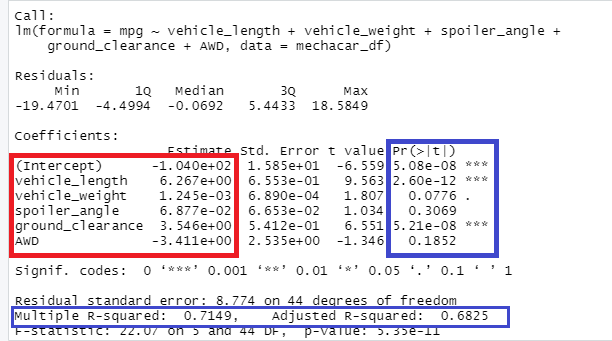 Call:
lm(formula = mpg ~ vehicle_length + vehicle_weight + spoiler_angle +
    ground_clearance + AWD, data = mechacar_df)
Residuals:
     Min       1Q   Median       3Q      Max
-19.4701  -4.4994  -0.0692   5.4433  18.5849
Coefficients:
                   Estimate Std. Error t value Pr(>|t|)
(Intercept)      -1.040e+02  1.585e+01  -6.559 5.08e-08 ***
vehicle_length    6.267e+00  6.553e-01   9.563 2.60e-12 ***
vehicle_weight    1.245e-03  6.890e-04   1.807   0.0776 .
spoiler_angle     6.877e-02  6.653e-02   1.034   0.3069
ground_clearance  3.546e+00  5.412e-01   6.551 5.21e-08 ***
AWD              -3.411e+00  2.535e+00  -1.346   0.1852
Signif. codes:  0 ‘***’ 0.001 ‘**’ 0.01 ‘*’ 0.05 ‘.’ 0.1 ‘ ’ 1
Residual standard error: 8.774 on 44 degrees of freedom
Multiple R-squared:  0.7149,    Adjusted R-squared:  0.6825
F-statistic: 22.07 on 5 and 44 DF,  p-value: 5.35e-11